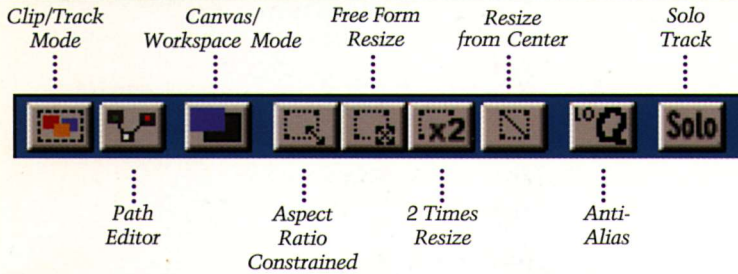 Clip/Track
Mode
Canvas/
Workspace Mode
Free Form
Resize
Resize
from Center
Solo
Track
x2
LO Q
Solo
Path
Editor
Aspect
Ratio
Constrained
2 Times
Resize
Anti-
Alias